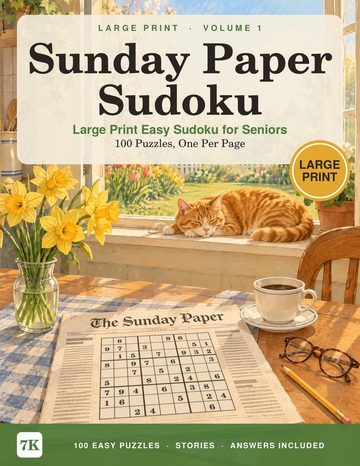 LARGE PRINT · VOLUME 1
Sunday Paper
Sudoku
Large Print Easy Sudoku for Seniors
100 Puzzles, One Per Page
LARGE
PRINT
The Sunday Paper
7K
100 EASY PUZZLES · STORIES · ANSWERS INCLUDED